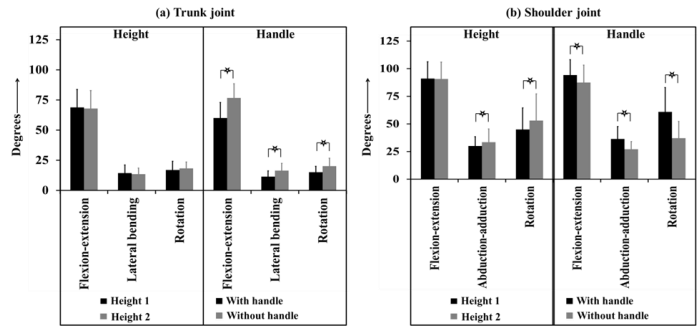 (a) Trunk joint
Height
Handle
Degrees
125
100
75
50
25
0
Flexion-extension
Lateral bending
Rotation
Flexion-extension
Lateral bending
Rotation
Height 1
Height 2
With handle
Without handle
(b) Shoulder joint
Height
Handle
Degrees
125
100
75
50
25
0
Flexion-extension
Abduction-adduction
Rotation
Flexion-extension
Abduction-adduction
Rotation
Height 1
Height 2
With handle
Without handle